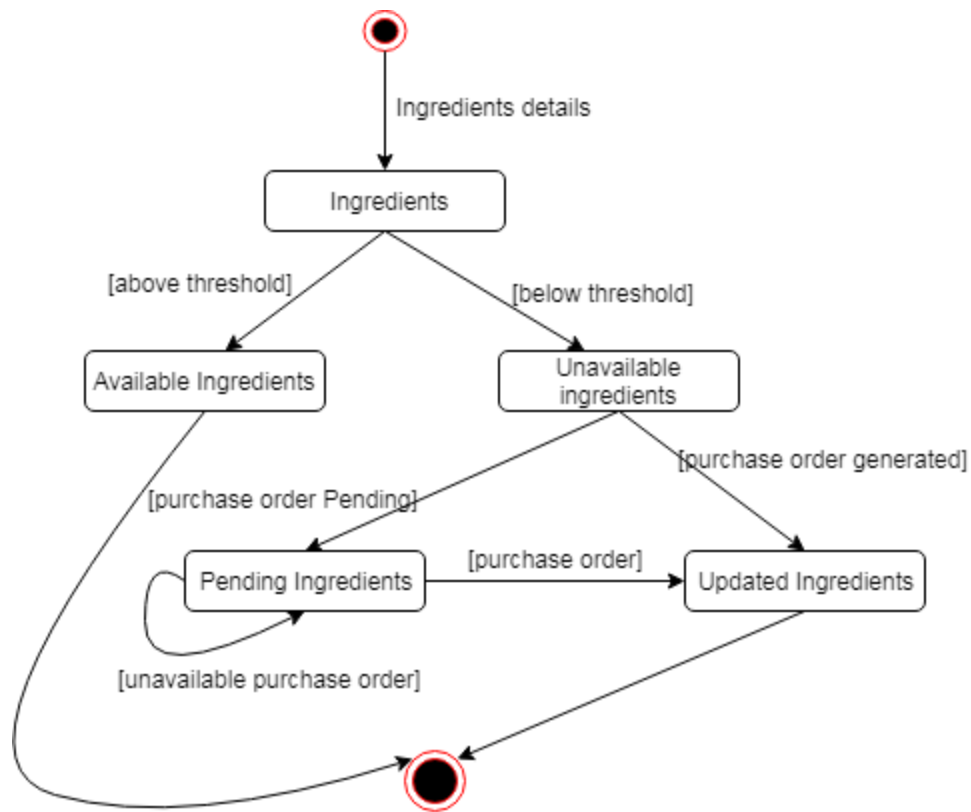 Ingredients details
Ingredients
[above threshold]
[below threshold]
Available Ingredients
Unavailable
ingredients
[purchase order generated]
[purchase order Pending]
[purchase order]
Pending Ingredients
Updated Ingredients
[unavailable purchase order]